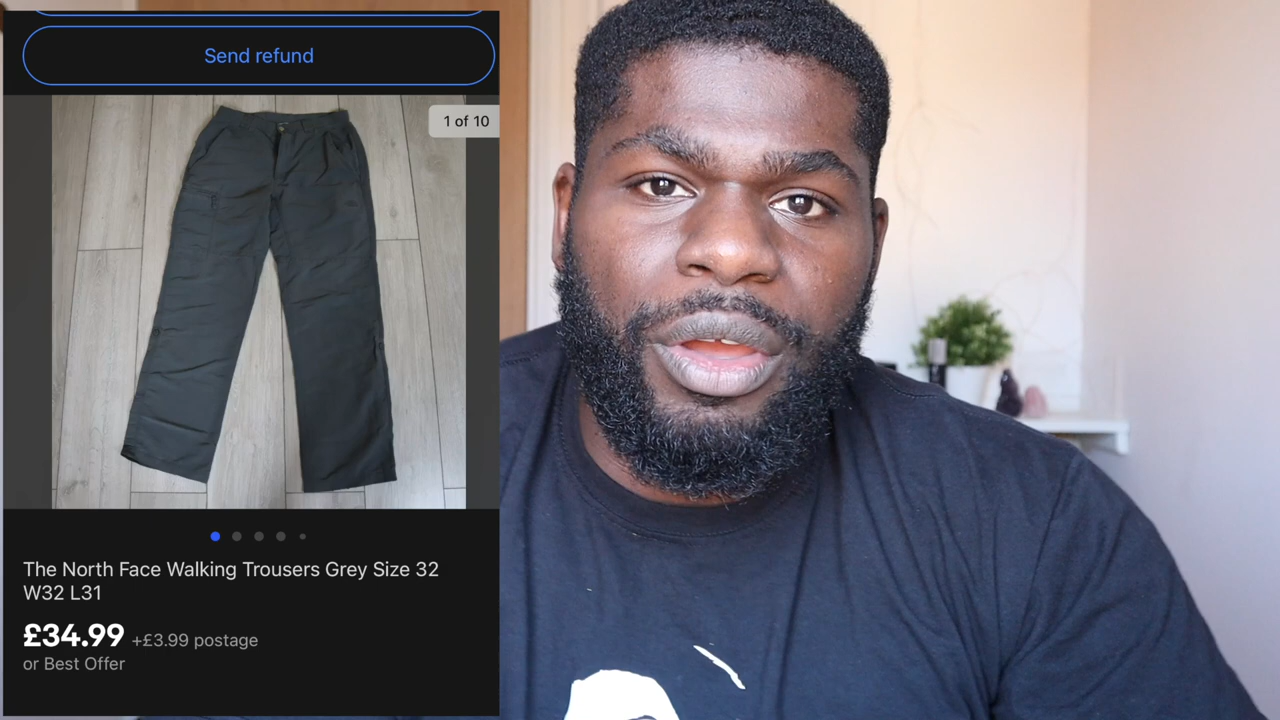 Send refund
1 of 10
The North Face Walking Trousers Grey Size 32
W32 L31
£34.99 +£3.99 postage
or Best Offer